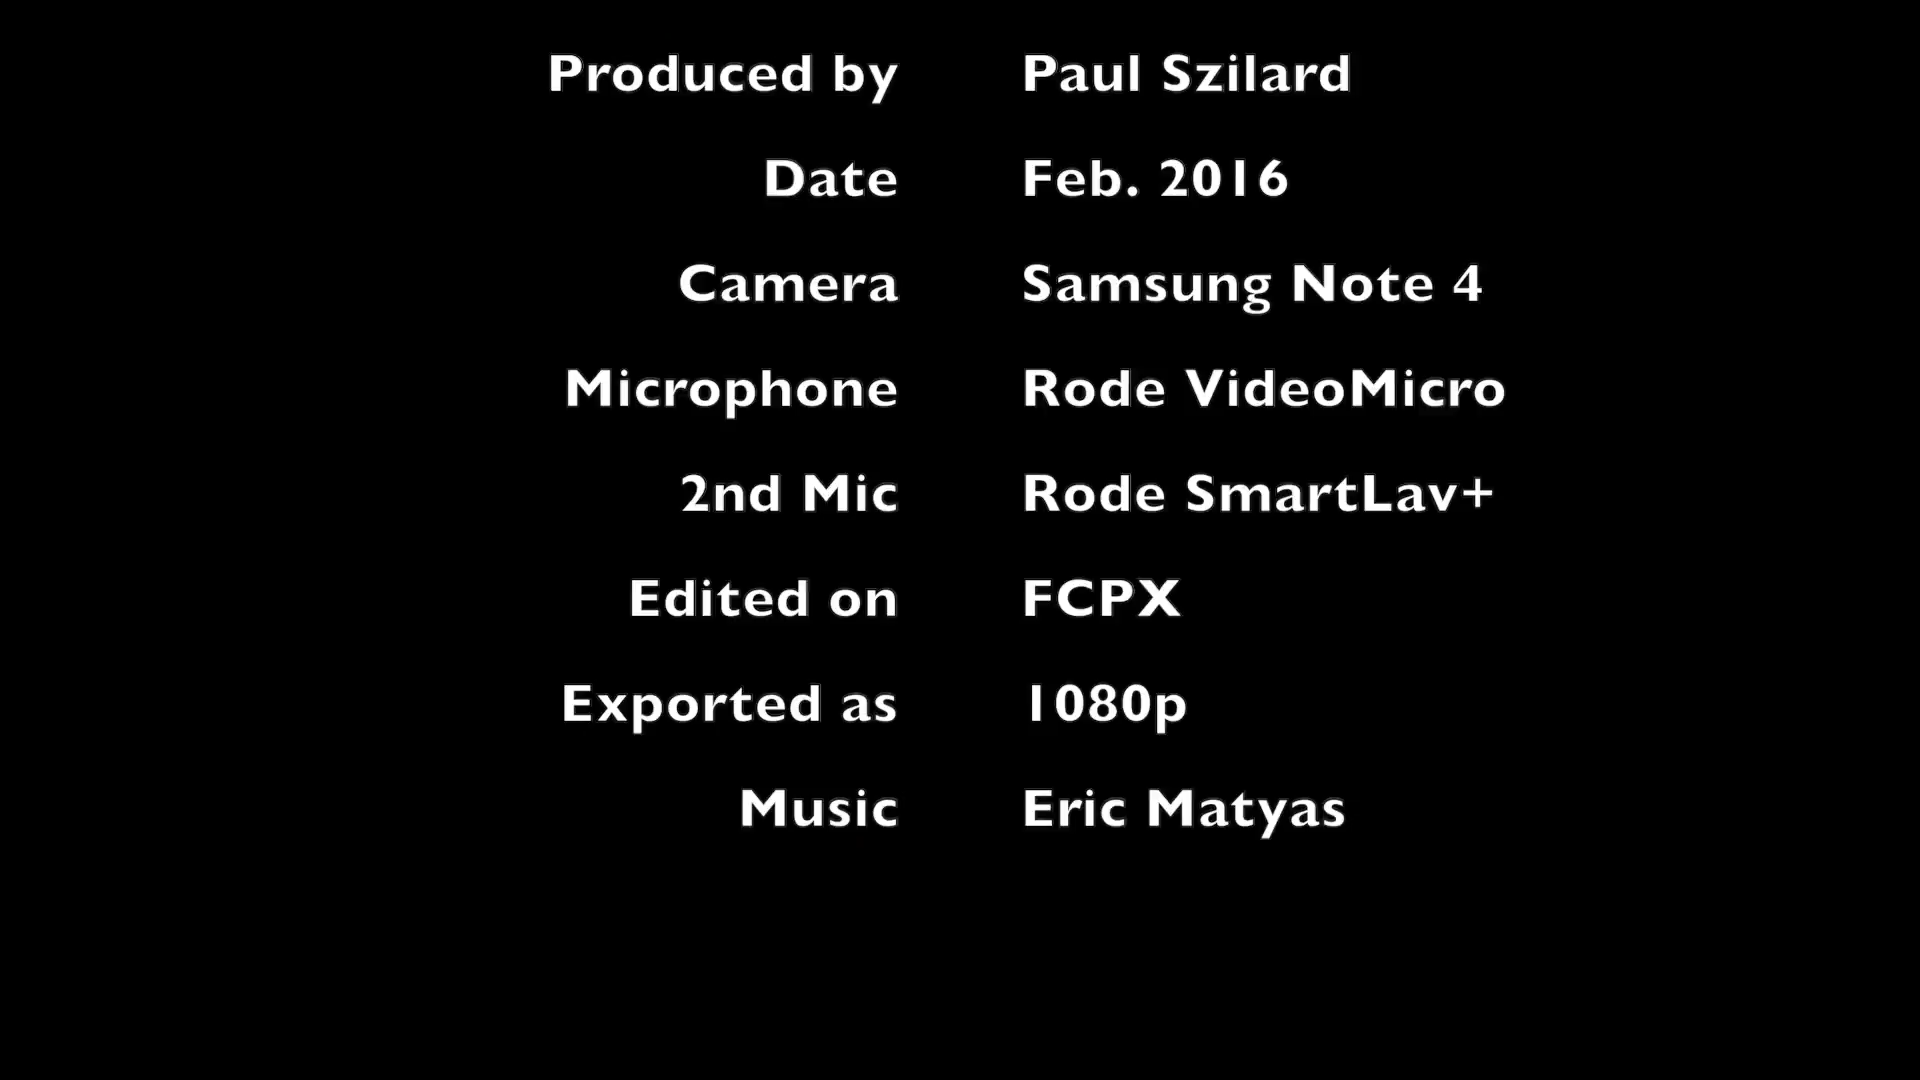 Produced by Paul Szilard
Date Feb. 2016
Camera Samsung Note 4
Microphone Rode VideoMicro
2nd Mic Rode SmartLav+
Edited on FCPX
Exported as 1080p
Music Eric Matyas